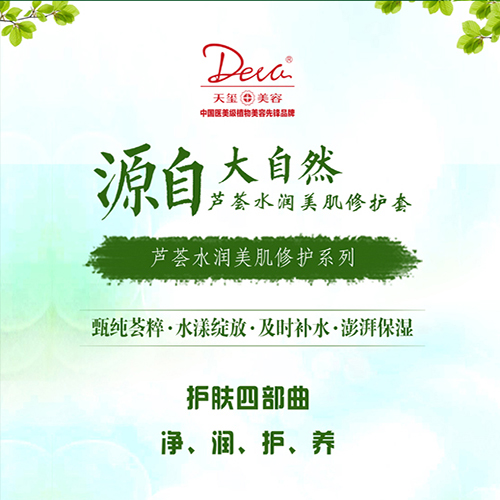 Dera®
天玺美容
中国医美级植物美容先锋品牌
源自大自然
芦荟水润美肌修护套
芦荟水润美肌修护系列
甄纯荟粹·水漾绽放·及时补水·澎湃保湿
护肤四部曲
净、润、护、养